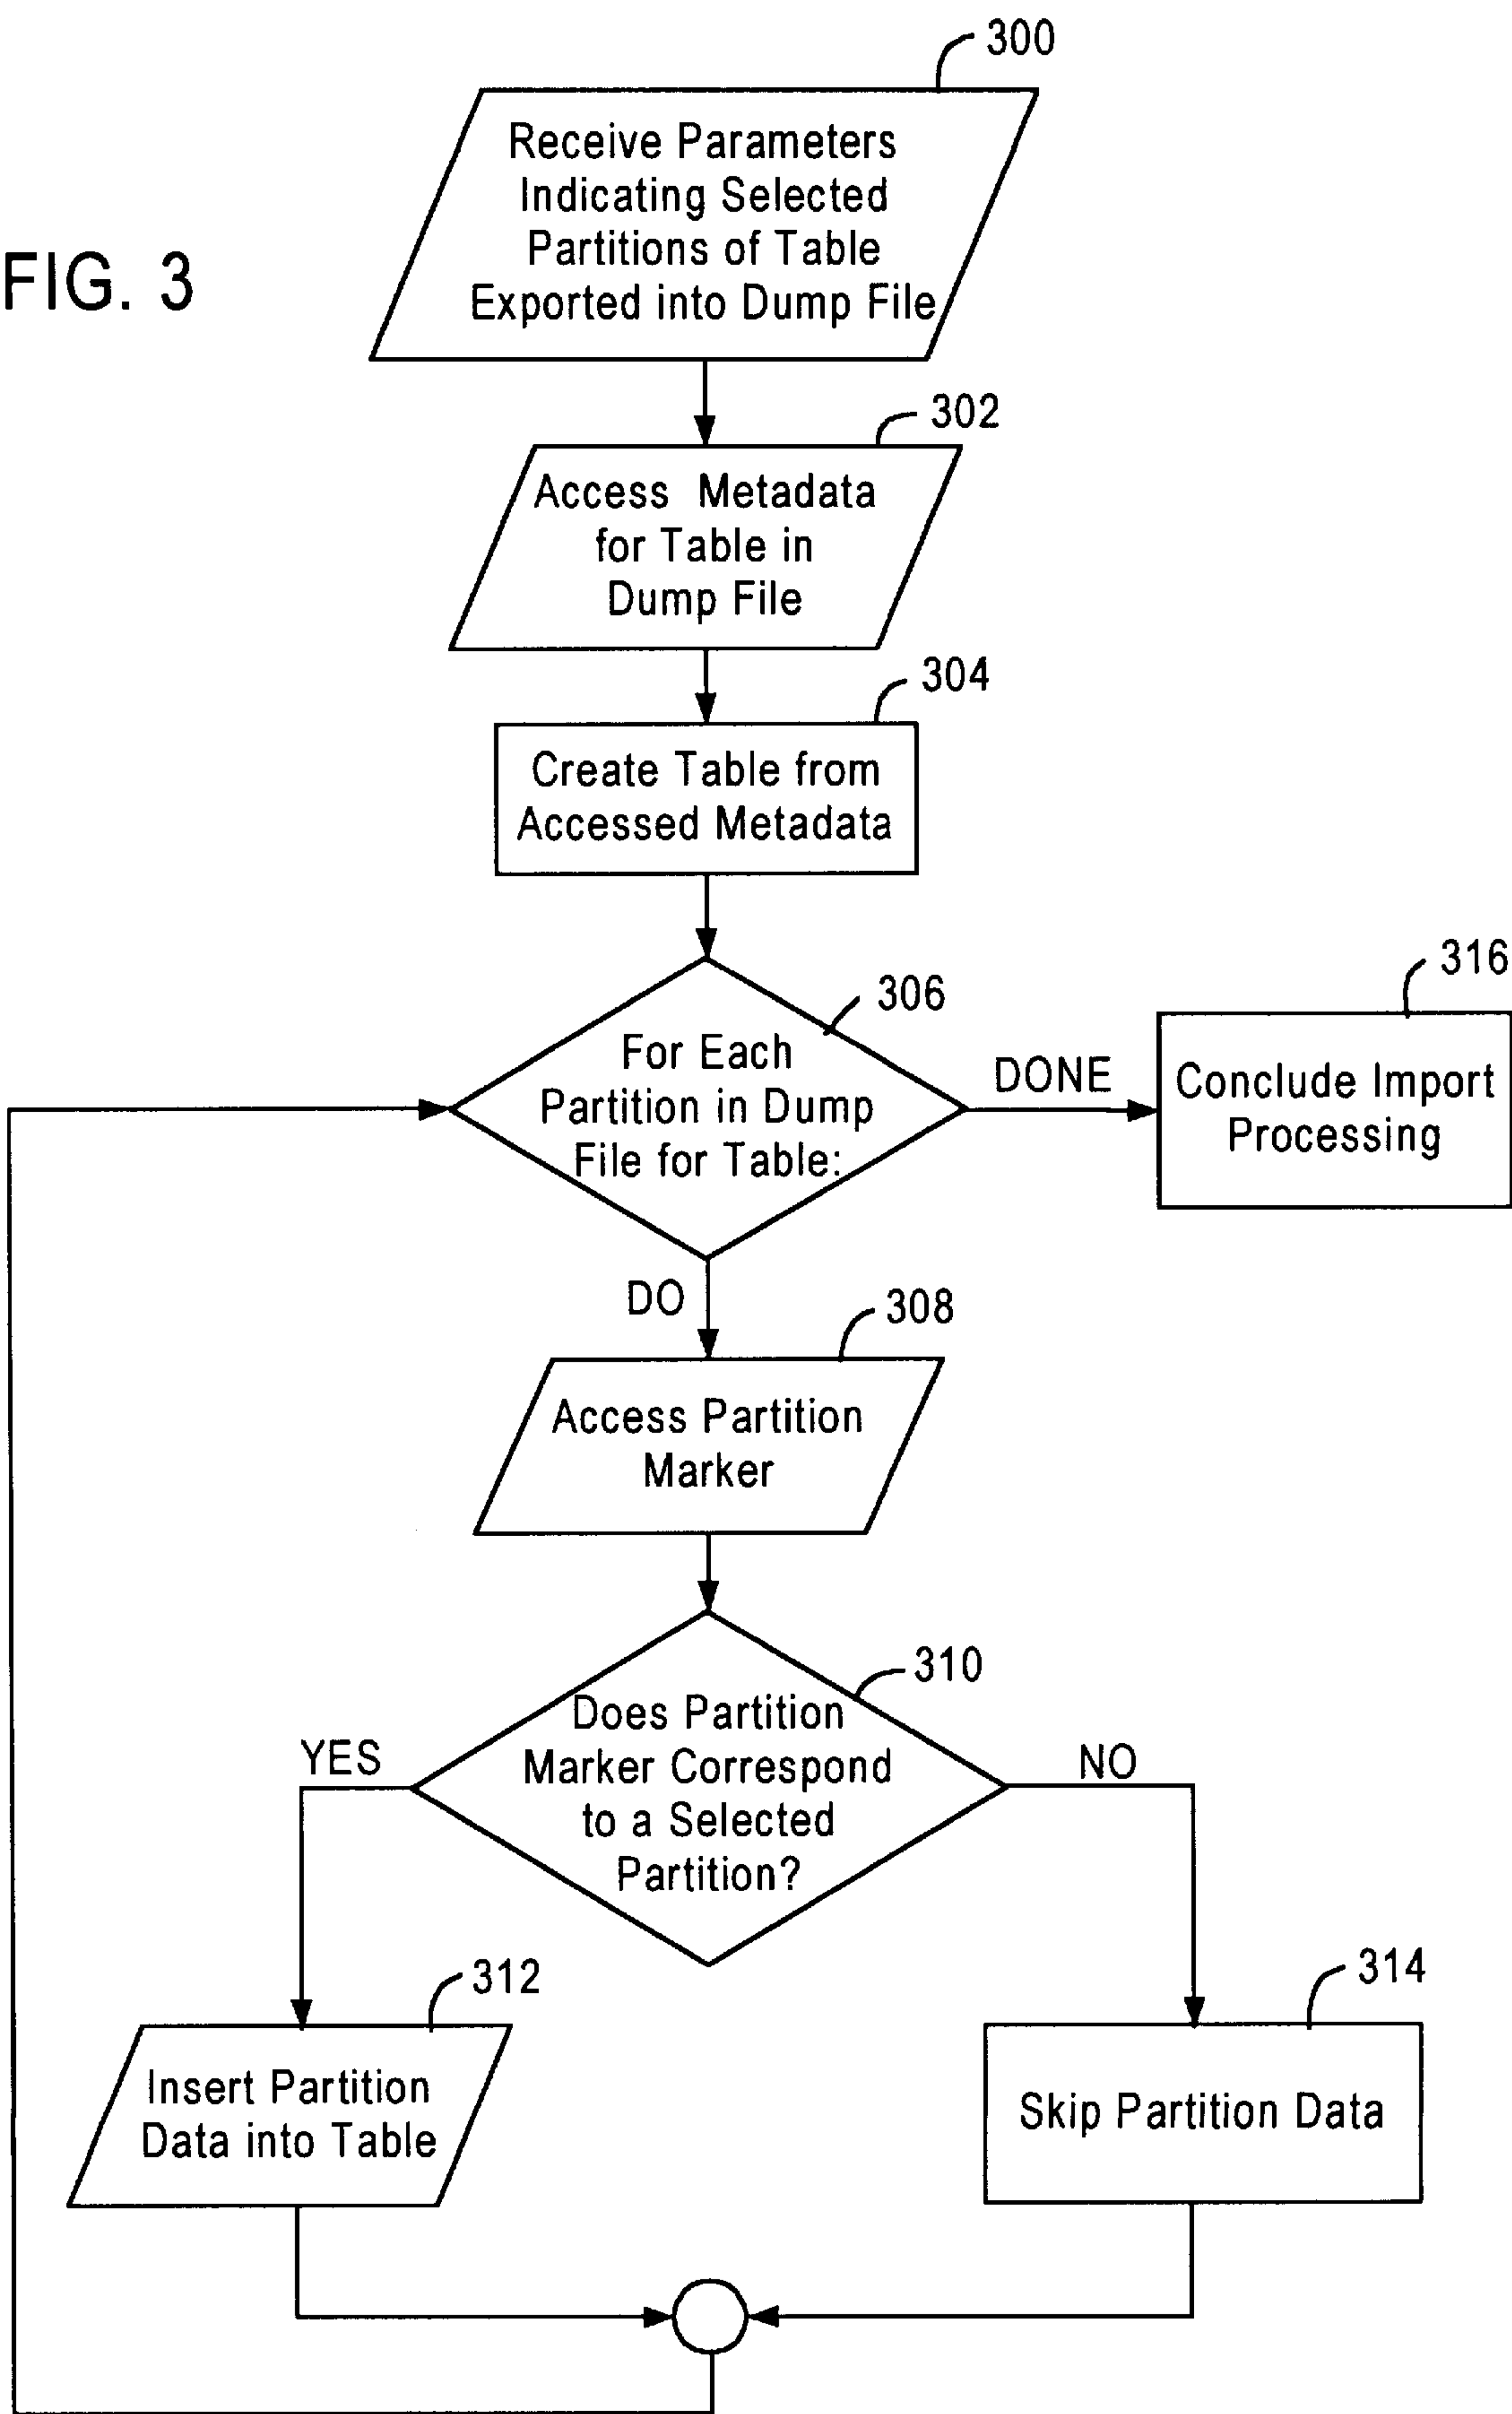 300
Receive Parameters
Indicating Selected
Partitions of Table
Exported into Dump File
FIG. 3
302
Access Metadata
for Table in
Dump File
304
Create Table from
Accessed Metadata
306
For Each
Partition in Dump
File for Table:
DONE
316
Conclude Import
Processing
DO
308
Access Partition
Marker
310
Does Partition
Marker Correspond
to a Selected
Partition?
YES
NO
312
Insert Partition
Data into Table
314
Skip Partition Data